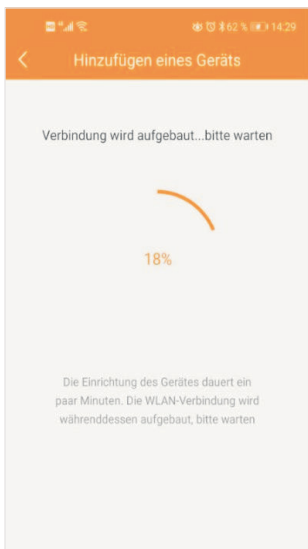 62 % 14:29
Hinzufügen eines Geräts
Verbindung wird aufgebaut...bitte warten
18%
Die Einrichtung des Gerätes dauert ein
paar Minuten. Die WLAN-Verbindung wird
währenddessen aufgebaut, bitte warten